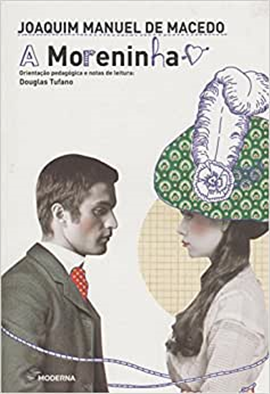 JOAQUIM MANUEL DE MACEDO
A MoreninhA
Orientação pedagógica e notas de leitura:
Douglas Tufano
MODERNA